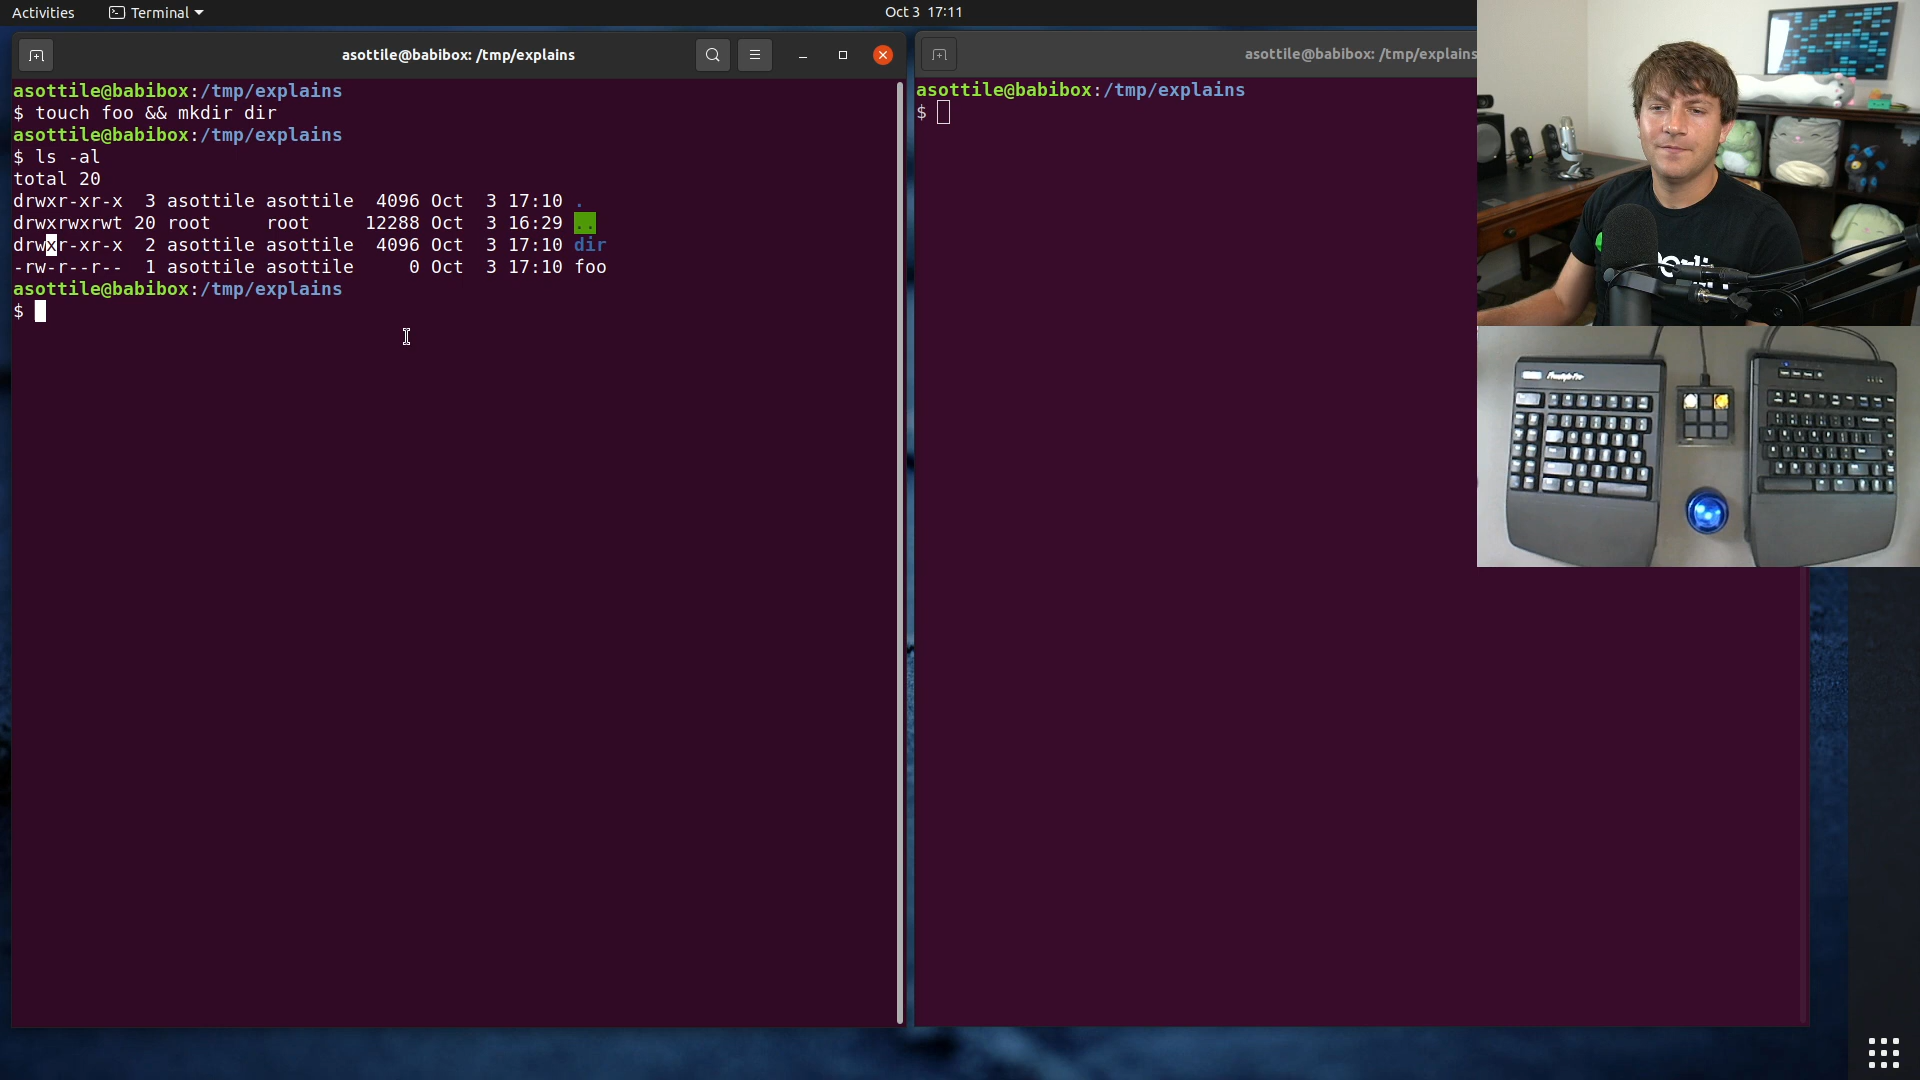 Activities
Terminal
Oct 3 17:11
asottile@babibox: /tmp/explains
asottile@babibox:/tmp/explains
$ touch foo && mkdir dir
asottile@babibox:/tmp/explains
$ ls -al
total 20
drwxr-xr-x  3 asottile asottile  4096 Oct  3 17:10 .
drwxrwxrwt 20 root     root     12288 Oct  3 16:29 ..
drwxr-xr-x  2 asottile asottile  4096 Oct  3 17:10 dir
-rw-r--r--  1 asottile asottile     0 Oct  3 17:10 foo
asottile@babibox:/tmp/explains
$
asottile@babibox: /tmp/explains
asottile@babibox:/tmp/explains
$